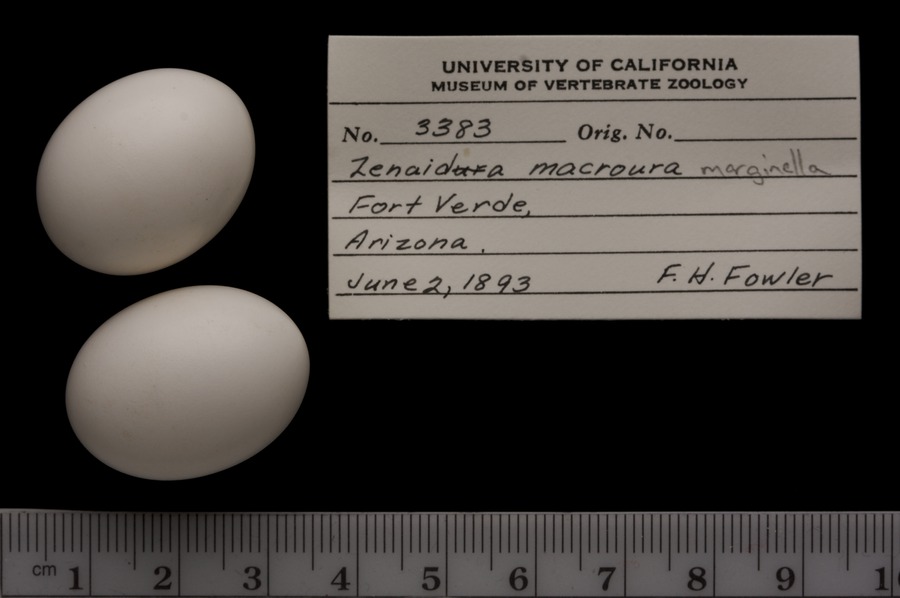 UNIVERSITY OF CALIFORNIA
MUSEUM OF VERTEBRATE ZOOLOGY
No. 3383 Orig. No.
Zenaidura macroura marginella
Fort Verde,
Arizona.
June 2, 1893 F. H. Fowler
cm 1 2 3 4 5 6 7 8 9 1